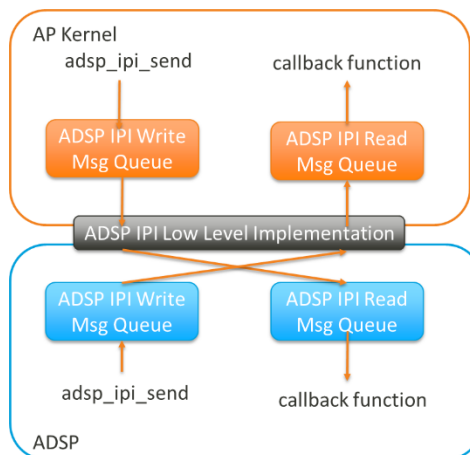 AP Kernel
adsp_ipi_send
callback function
ADSP IPI Write
Msg Queue
ADSP IPI Read
Msg Queue
ADSP IPI Low Level Implementation
ADSP IPI Write
Msg Queue
ADSP IPI Read
Msg Queue
adsp_ipi_send
callback function
ADSP